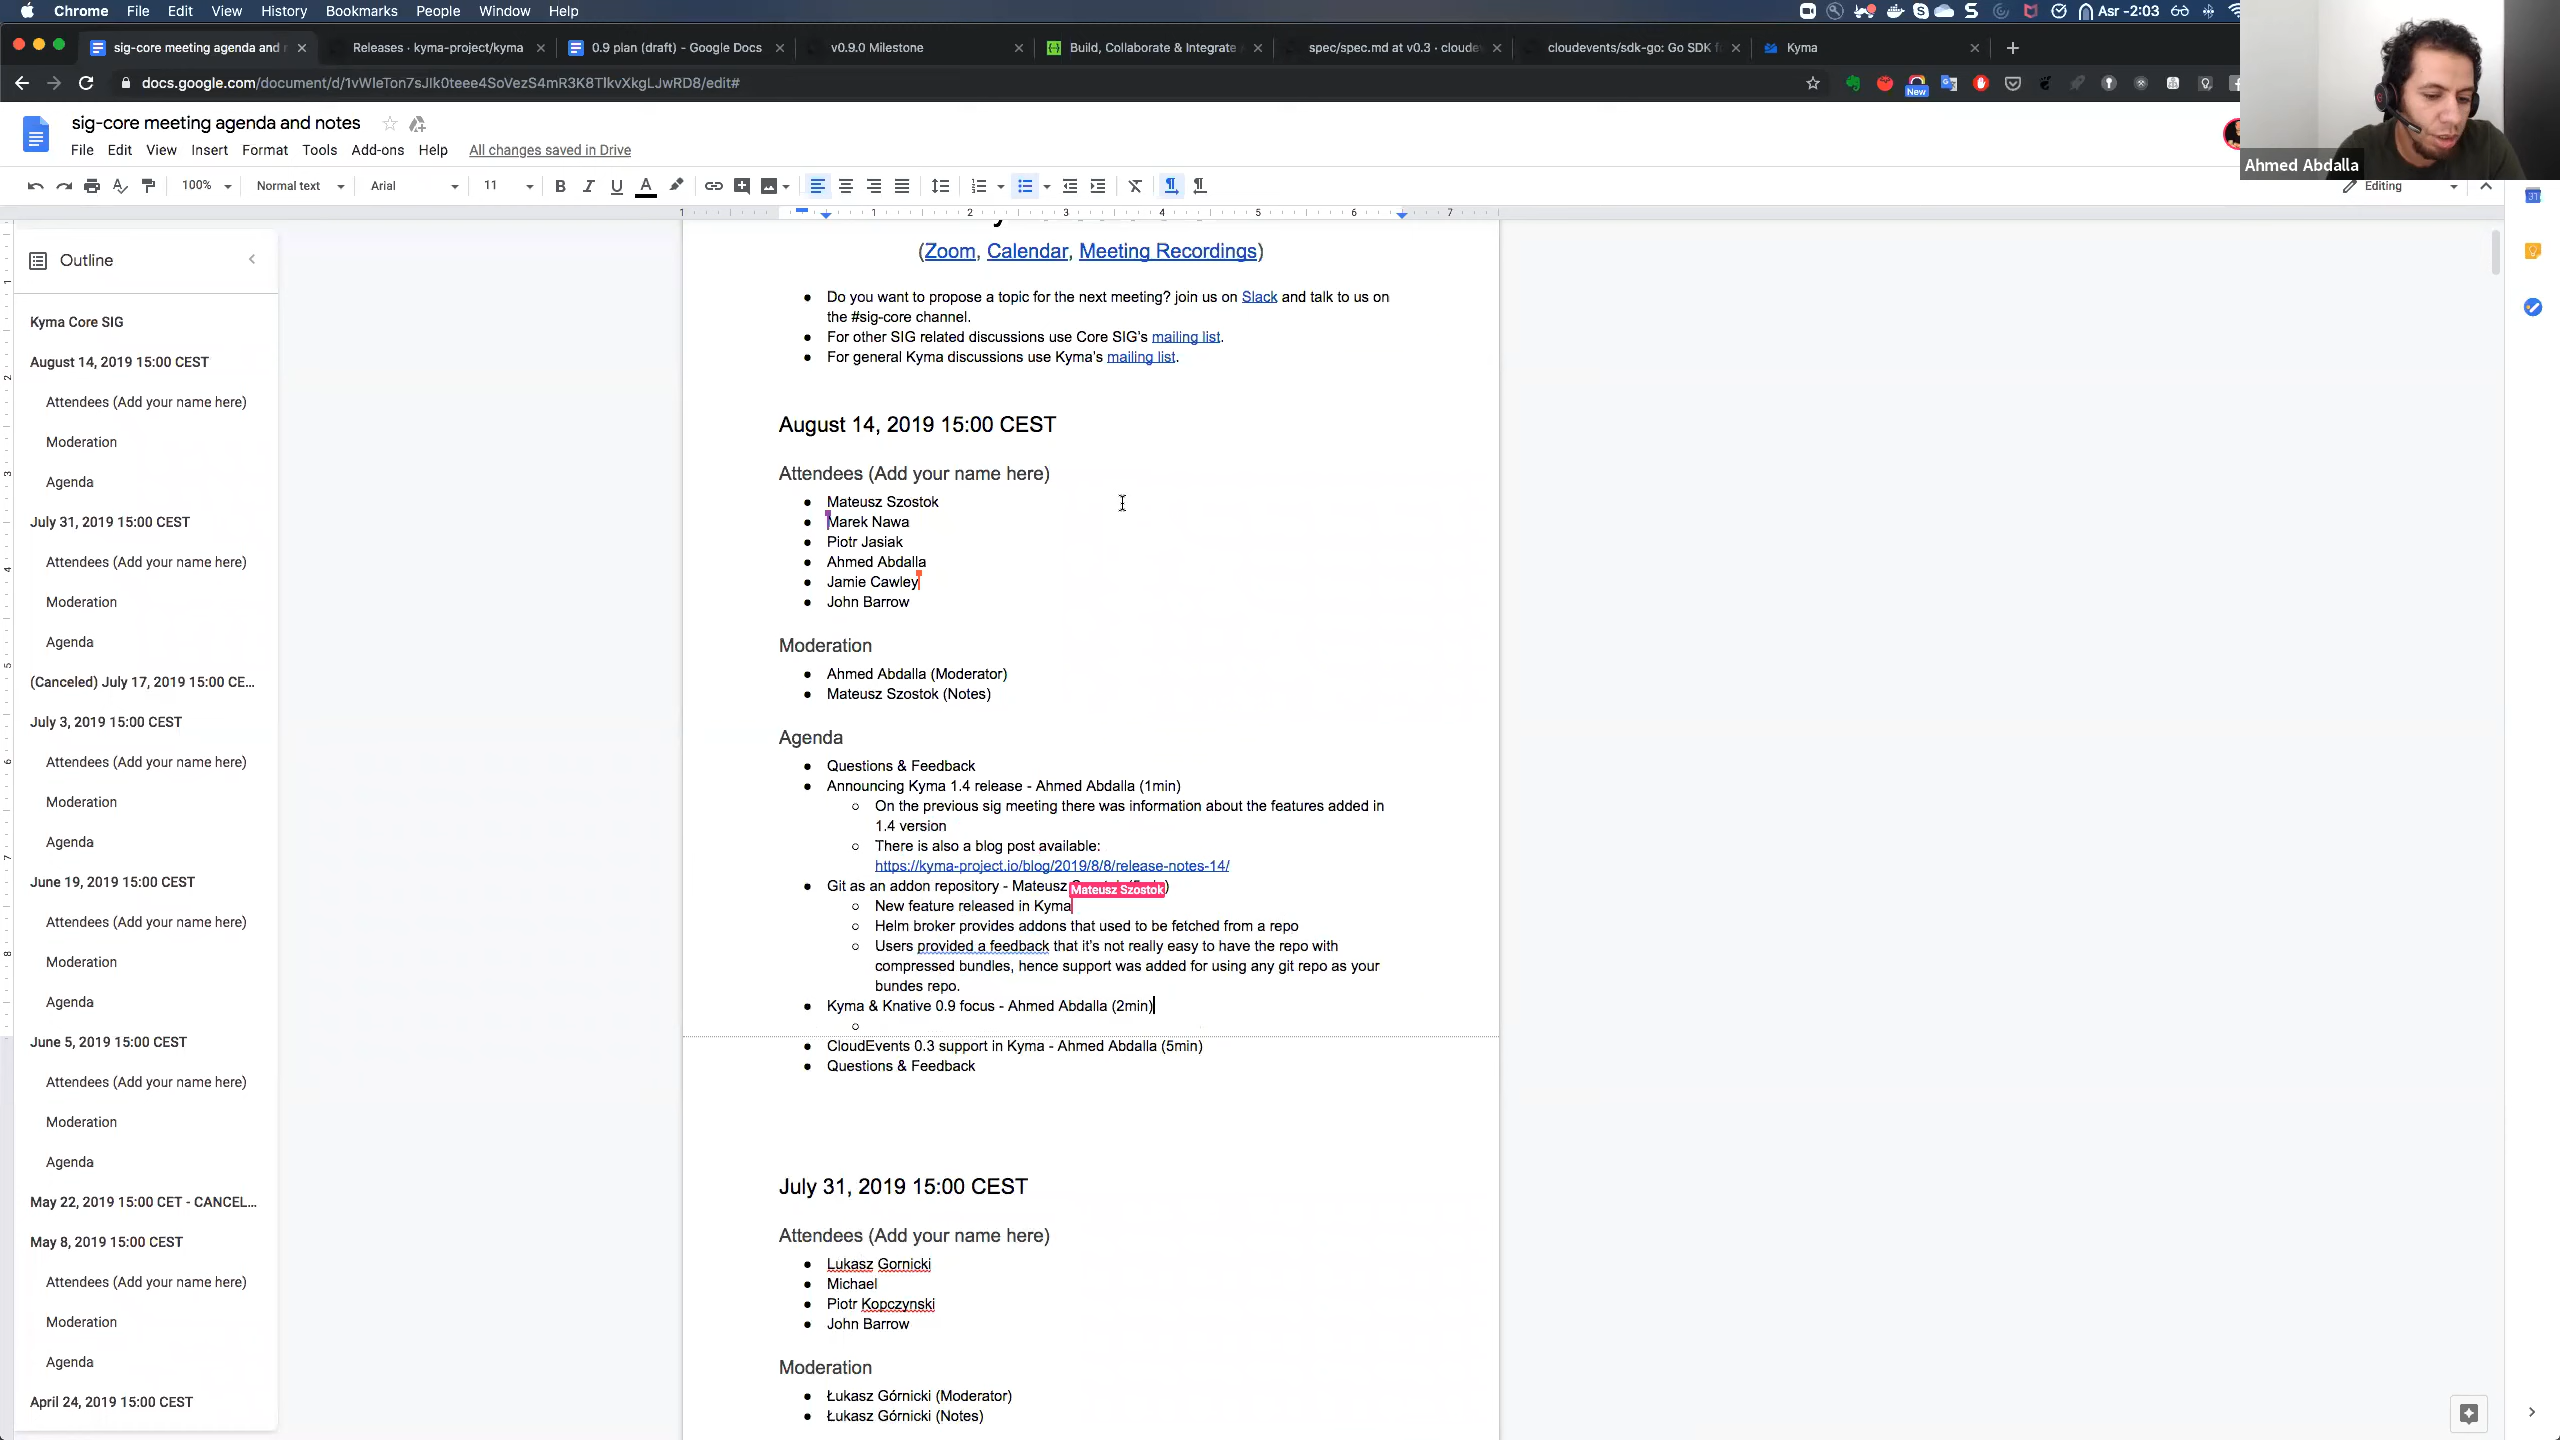 Chrome File Edit View History Bookmarks People Window Help Asr -2:03
sig-core meeting agenda and Releases · kyma-project/kyma 0.9 plan (draft) - Google Docs v0.9.0 Milestone Build, Collaborate & Integrate spec/spec.md at v0.3 · cloude cloudevents/sdk-go: Go SDK f Kyma
New
sig-core meeting agenda and notes
File Edit View Insert Format Tools Add-ons Help All changes saved in Drive
Ahmed Abdalla
100% Normal text Arial 11 B I U A Editing
1 1 2 3 4 5 6 7
Outline
Kyma Core SIG
August 14, 2019 15:00 CEST
Attendees (Add your name here)
Moderation
Agenda
July 31, 2019 15:00 CEST
Attendees (Add your name here)
Moderation
Agenda
(Canceled) July 17, 2019 15:00 CE...
July 3, 2019 15:00 CEST
Attendees (Add your name here)
Moderation
Agenda
June 19, 2019 15:00 CEST
Attendees (Add your name here)
Moderation
Agenda
June 5, 2019 15:00 CEST
Attendees (Add your name here)
Moderation
Agenda
May 22, 2019 15:00 CET - CANCEL...
May 8, 2019 15:00 CEST
Attendees (Add your name here)
Moderation
Agenda
April 24, 2019 15:00 CEST
(Zoom, Calendar, Meeting Recordings)
Do you want to propose a topic for the next meeting? join us on Slack and talk to us on
the #sig-core channel.
For other SIG related discussions use Core SIG's mailing list.
For general Kyma discussions use Kyma's mailing list.
August 14, 2019 15:00 CEST
Attendees (Add your name here)
Mateusz Szostok
Marek Nawa
Piotr Jasiak
Ahmed Abdalla
Jamie Cawley
John Barrow
Moderation
Ahmed Abdalla (Moderator)
Mateusz Szostok (Notes)
Agenda
Questions & Feedback
Announcing Kyma 1.4 release - Ahmed Abdalla (1min)
On the previous sig meeting there was information about the features added in
1.4 version
There is also a blog post available:
https://kyma-project.io/blog/2019/8/8/release-notes-14/
Git as an addon repository - Mateusz
Mateusz Szostok
New feature released in Kyma
Helm broker provides addons that used to be fetched from a repo
Users provided a feedback that it's not really easy to have the repo with
compressed bundles, hence support was added for using any git repo as your
bundes repo.
Kyma & Knative 0.9 focus - Ahmed Abdalla (2min)
CloudEvents 0.3 support in Kyma - Ahmed Abdalla (5min)
Questions & Feedback
July 31, 2019 15:00 CEST
Attendees (Add your name here)
Lukasz Gornicki
Michael
Piotr Kopczynski
John Barrow
Moderation
Łukasz Górnicki (Moderator)
Łukasz Górnicki (Notes)